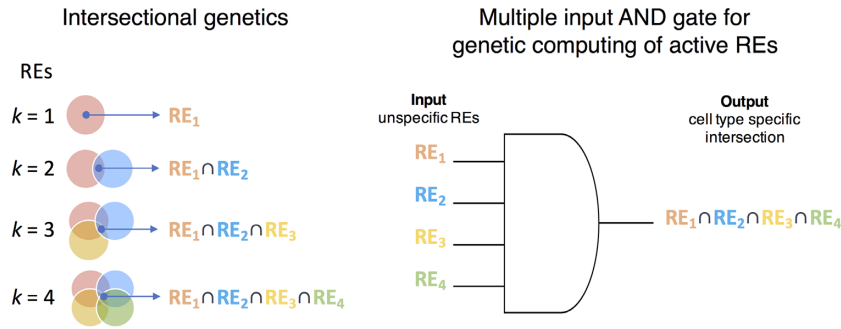 Intersectional genetics
REs
k = 1
RE₁
k = 2
RE₁∩RE₂
k = 3
RE₁∩RE₂∩RE₃
k = 4
RE₁∩RE₂∩RE₃∩RE₄
Multiple input AND gate for
genetic computing of active REs
Input
unspecific REs
RE₁
RE₂
RE₃
RE₄
Output
cell type specific
intersection
RE₁∩RE₂∩RE₃∩RE₄